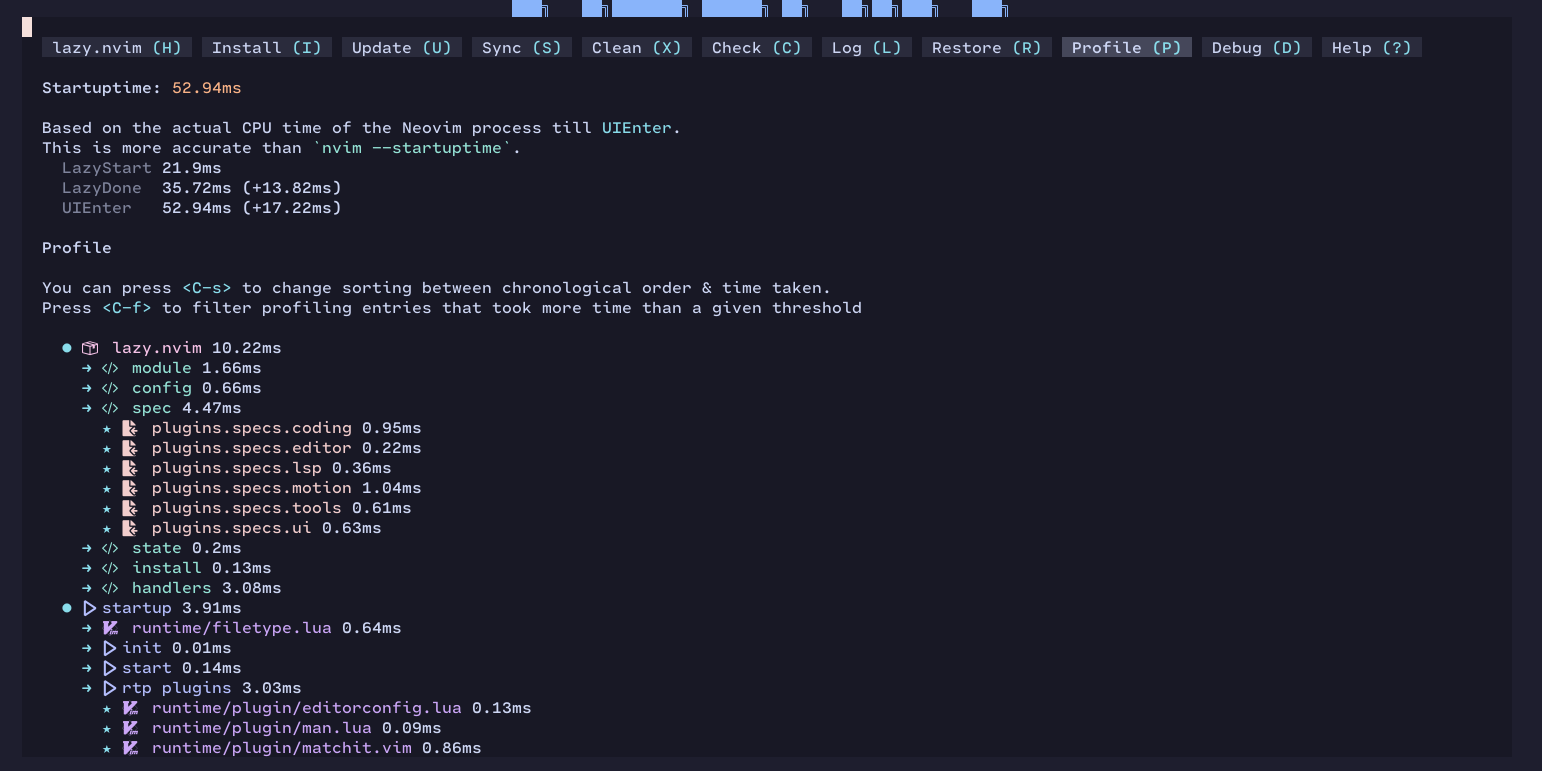 lazy.nvim (H) Install (I) Update (U) Sync (S) Clean (X) Check (C) Log (L) Restore (R) Profile (P) Debug (D) Help (?)
Startuptime: 52.94ms
Based on the actual CPU time of the Neovim process till UIEnter.
This is more accurate than `nvim --startuptime`.
LazyStart 21.9ms
LazyDone 35.72ms (+13.82ms)
UIEnter 52.94ms (+17.22ms)
Profile
You can press <C-s> to change sorting between chronological order & time taken.
Press <C-f> to filter profiling entries that took more time than a given threshold
● lazy.nvim 10.22ms
➜ </> module 1.66ms
➜ </> config 0.66ms
➜ </> spec 4.47ms
★ plugins.specs.coding 0.95ms
★ plugins.specs.editor 0.22ms
★ plugins.specs.lsp 0.36ms
★ plugins.specs.motion 1.04ms
★ plugins.specs.tools 0.61ms
★ plugins.specs.ui 0.63ms
➜ </> state 0.2ms
➜ </> install 0.13ms
➜ </> handlers 3.08ms
● startup 3.91ms
➜ runtime/filetype.lua 0.64ms
➜ init 0.01ms
➜ start 0.14ms
➜ rtp plugins 3.03ms
★ runtime/plugin/editorconfig.lua 0.13ms
★ runtime/plugin/man.lua 0.09ms
★ runtime/plugin/matchit.vim 0.86ms